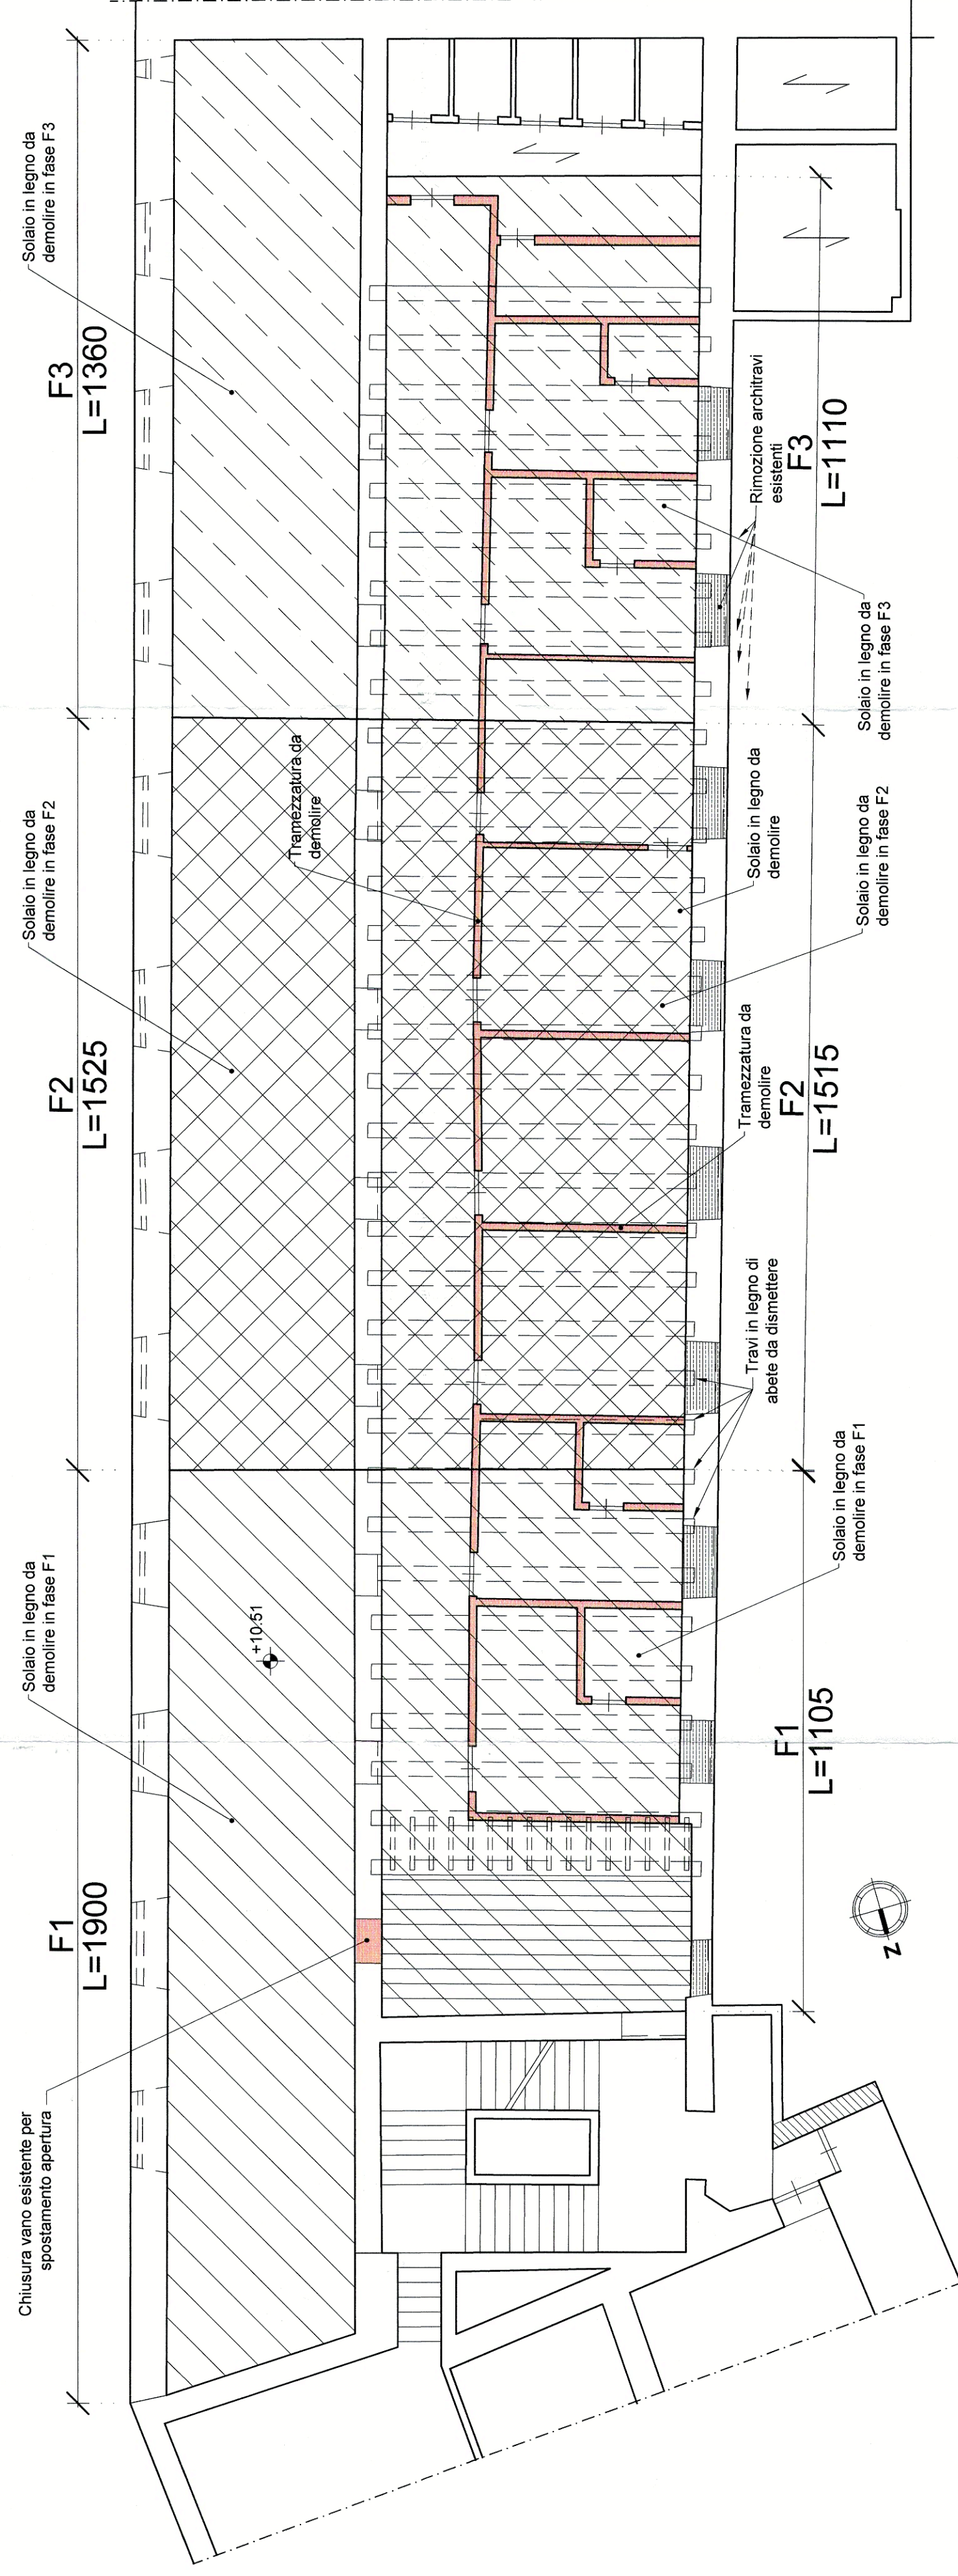 Chiusura vano esistente per
spostamento apertura
F1
L=1900
Solaio in legno da
demolire in fase F1
F2
L=1525
Solaio in legno da
demolire in fase F2
F3
L=1360
Solaio in legno da
demolire in fase F3
+10.51
Tramezzatura da
demolire
N
F1
L=1105
Solaio in legno da
demolire in fase F1
Travi in legno di
abete da dismettere
F2
L=1515
Tramezzatura da
demolire
Solaio in legno da
demolire
Solaio in legno da
demolire in fase F2
F3
L=1110
Rimozione architravi
esistenti
Solaio in legno da
demolire in fase F3